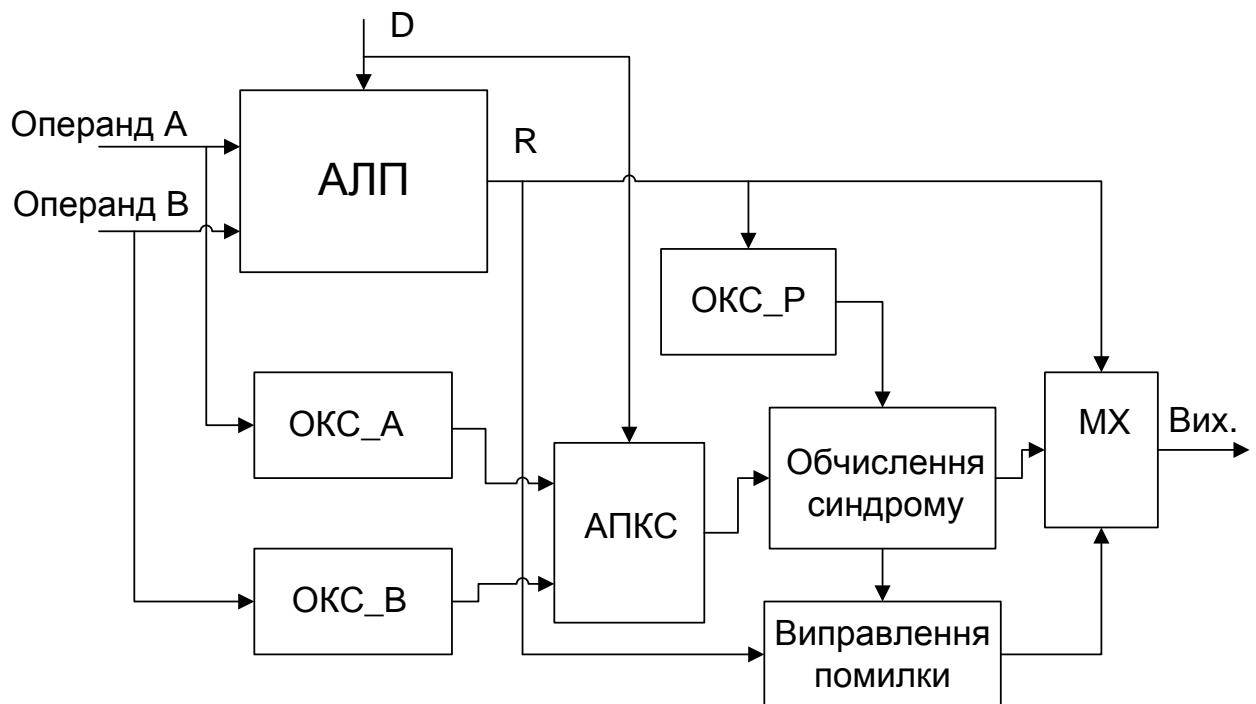 D
Операнд А
АЛП
R
Операнд В
ОКС_Р
ОКС_А
МХ
Вих.
Обчислення
синдрому
АПКС
ОКС_В
Виправлення
помилки